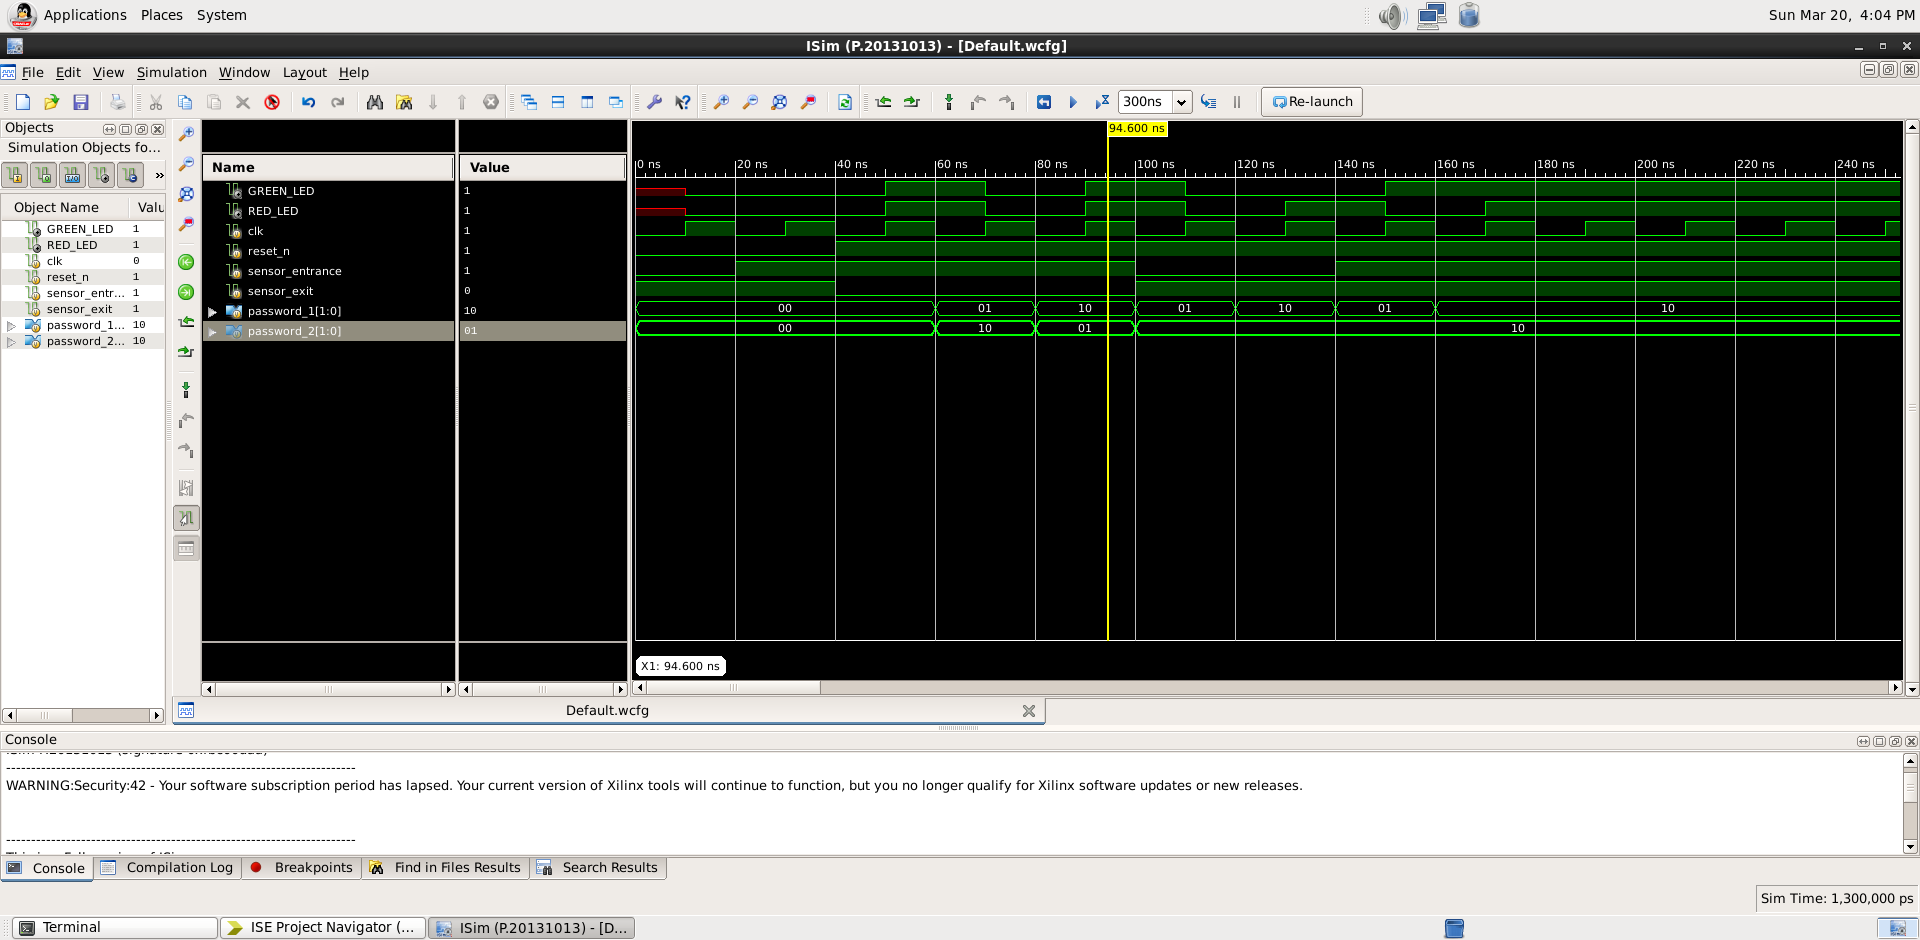 Applications Places System
Sun Mar 20, 4:04 PM
ISim (P.20131013) - [Default.wcfg]
File Edit View Simulation Window Layout Help
300ns
Re-launch
Objects
Simulation Objects fo...
»
Object Name Valu
GREEN_LED 1
RED_LED 1
clk 0
reset_n 1
sensor_entr... 1
sensor_exit 1
password_1... 10
password_2... 10
Name Value
GREEN_LED 1
RED_LED 1
clk 1
reset_n 1
sensor_entrance 1
sensor_exit 0
password_1[1:0] 10
password_2[1:0] 01
94.600 ns
0 ns 20 ns 40 ns 60 ns 80 ns 100 ns 120 ns 140 ns 160 ns 180 ns 200 ns 220 ns 240 ns
00 01 10 01 10 01 10
00 10 01 10
X1: 94.600 ns
Default.wcfg
Console
WARNING:Security:42 - Your software subscription period has lapsed. Your current version of Xilinx tools will continue to function, but you no longer qualify for Xilinx software updates or new releases.
Console Compilation Log Breakpoints Find in Files Results Search Results
Sim Time: 1,300,000 ps
Terminal ISE Project Navigator (... ISim (P.20131013) - [D...